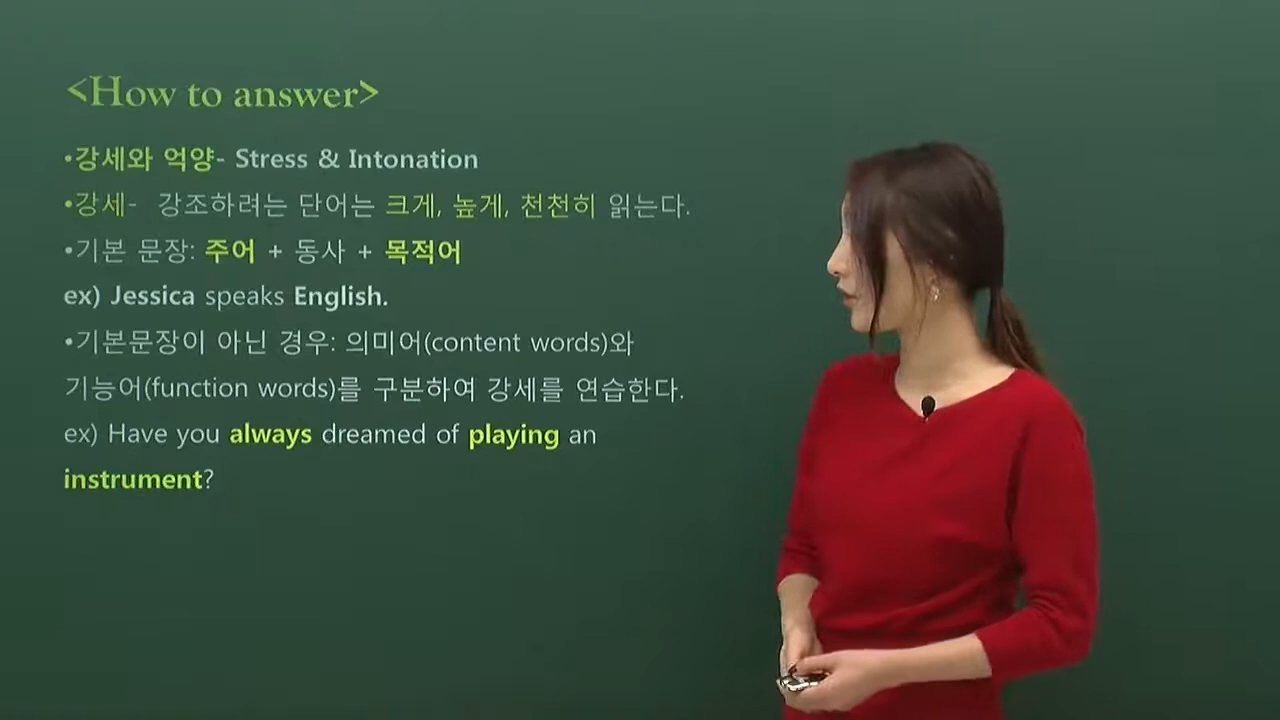 <How to answer>
•강세와 억양- Stress & Intonation
•강세- 강조하려는 단어는 크게, 높게, 천천히 읽는다.
•기본 문장: 주어 + 동사 + 목적어
ex) Jessica speaks English.
•기본문장이 아닌 경우: 의미어(content words)와
기능어(function words)를 구분하여 강세를 연습한다.
ex) Have you always dreamed of playing an
instrument?